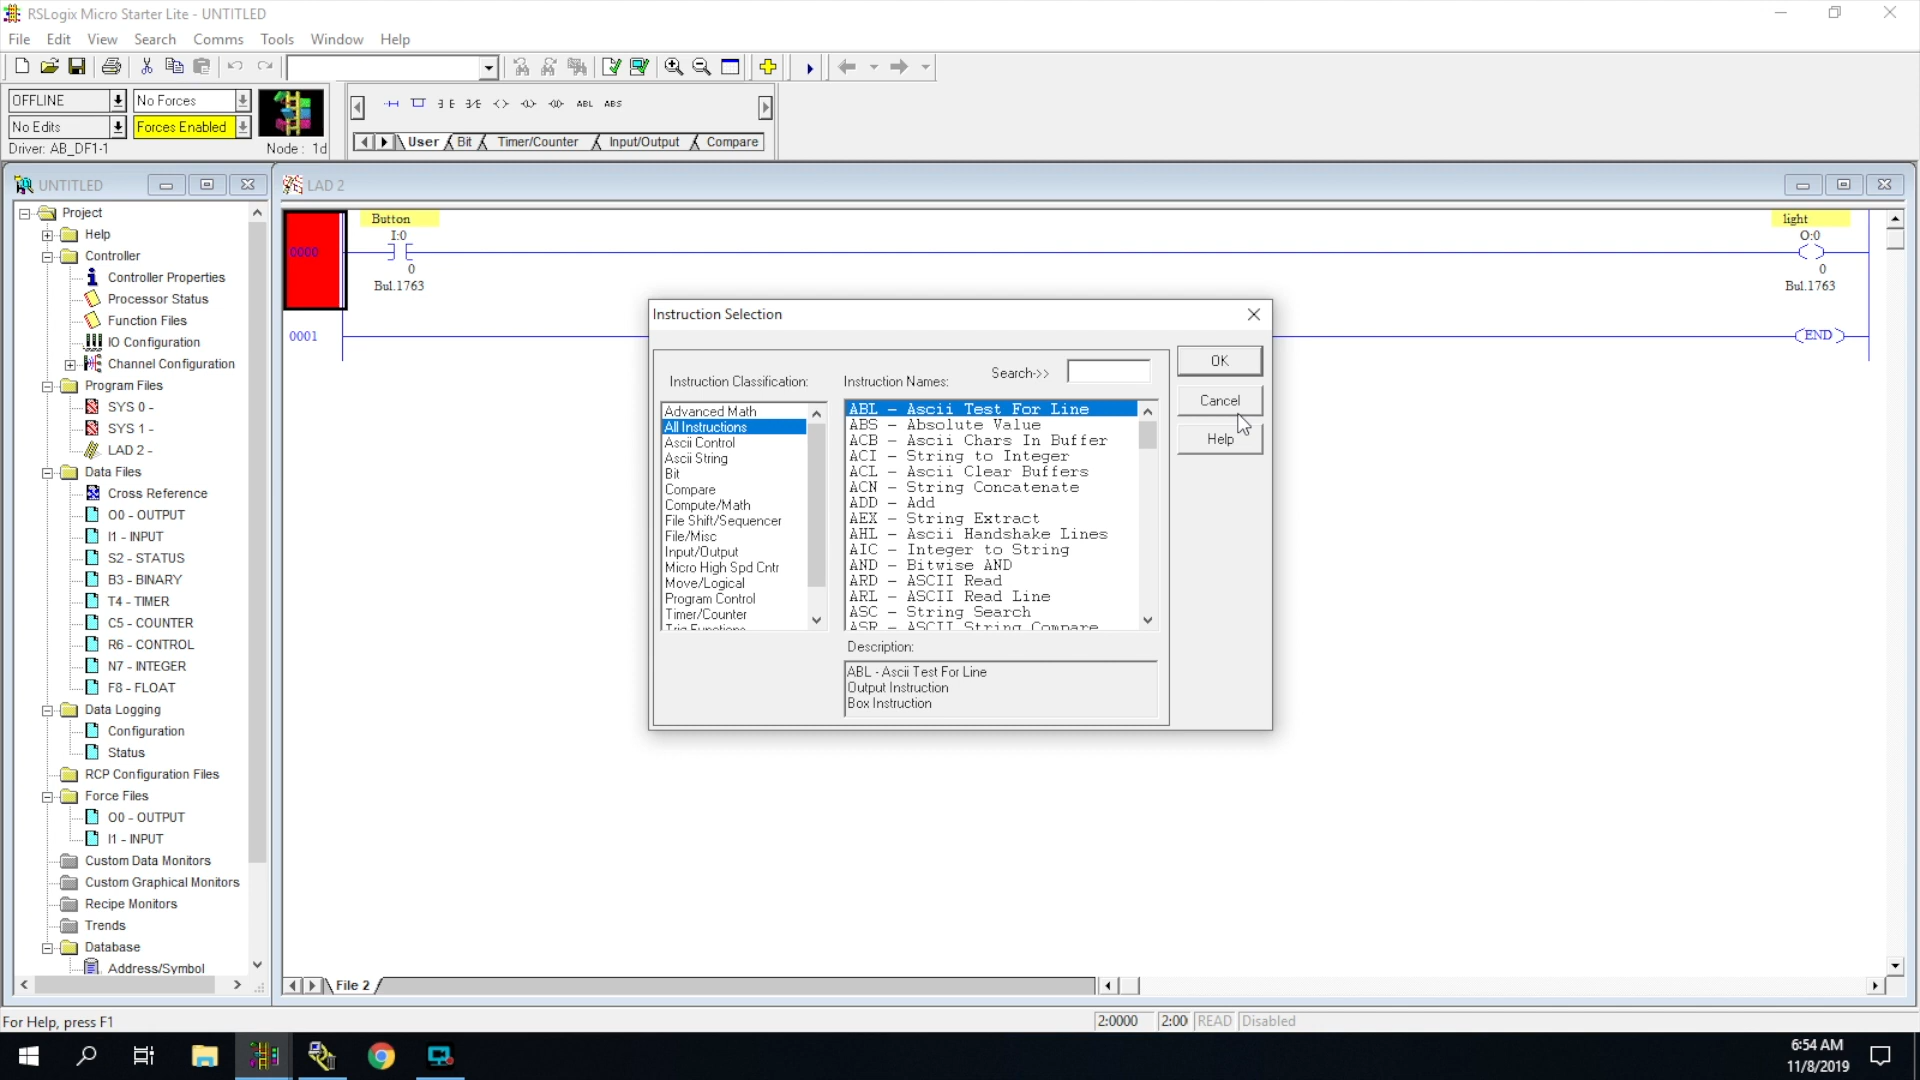 RSLogix Micro Starter Lite - UNTITLED
File Edit View Search Comms Tools Window Help
OFFLINE No Forces
No Edits Forces Enabled
Driver: AB_DF1-1 Node: 1d
ABL ABS
User Bit Timer/Counter Input/Output Compare
UNTITLED
Project
Help
Controller
Controller Properties
Processor Status
Function Files
IO Configuration
Channel Configuration
Program Files
SYS 0 -
SYS 1 -
LAD 2 -
Data Files
Cross Reference
O0 - OUTPUT
I1 - INPUT
S2 - STATUS
B3 - BINARY
T4 - TIMER
C5 - COUNTER
R6 - CONTROL
N7 - INTEGER
F8 - FLOAT
Data Logging
Configuration
Status
RCP Configuration Files
Force Files
O0 - OUTPUT
I1 - INPUT
Custom Data Monitors
Custom Graphical Monitors
Recipe Monitors
Trends
Database
Address/Symbol
LAD 2
0000
Button
I:0
0
Bul.1763
light
O:0
0
Bul.1763
0001
END
Instruction Selection
Instruction Classification:
Advanced Math
All Instructions
Ascii Control
Ascii String
Bit
Compare
Compute/Math
File Shift/Sequencer
File/Misc
Input/Output
Micro High Spd Cntr
Move/Logical
Program Control
Timer/Counter
Trig Functions
Instruction Names:
Search->>
ABL - Ascii Test For Line
ABS - Absolute Value
ACB - Ascii Chars In Buffer
ACI - String to Integer
ACL - Ascii Clear Buffers
ACN - String Concatenate
ADD - Add
AEX - String Extract
AHL - Ascii Handshake Lines
AIC - Integer to String
AND - Bitwise AND
ARD - ASCII Read
ARL - ASCII Read Line
ASC - String Search
ASR - ASCII String Compare
Description:
ABL - Ascii Test For Line
Output Instruction
Box Instruction
OK
Cancel
Help
File 2
For Help, press F1
2:0000 2:00 READ Disabled
6:54 AM
11/8/2019